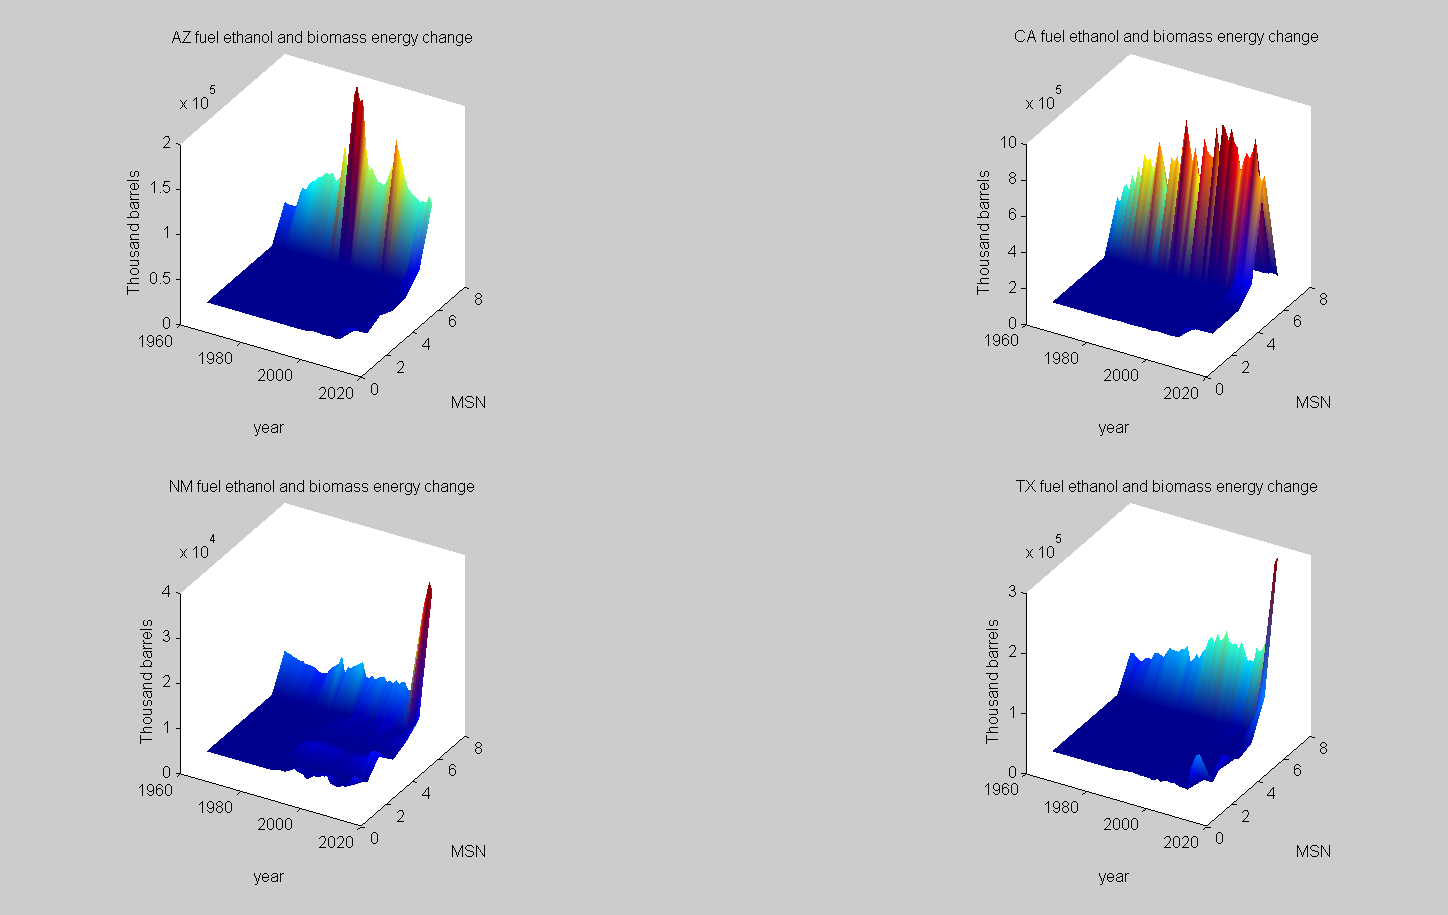 AZ fuel ethanol and biomass energy change
x 10^5
2
1.5
1
0.5
0
Thousand barrels
1960
1980
2000
2020
0
2
4
6
8
MSN
year
CA fuel ethanol and biomass energy change
x 10^5
10
8
6
4
2
0
Thousand barrels
1960
1980
2000
2020
0
2
4
6
8
MSN
year
NM fuel ethanol and biomass energy change
x 10^4
4
3
2
1
0
Thousand barrels
1960
1980
2000
2020
0
2
4
6
8
MSN
year
TX fuel ethanol and biomass energy change
x 10^5
3
2
1
0
Thousand barrels
1960
1980
2000
2020
0
2
4
6
8
MSN
year